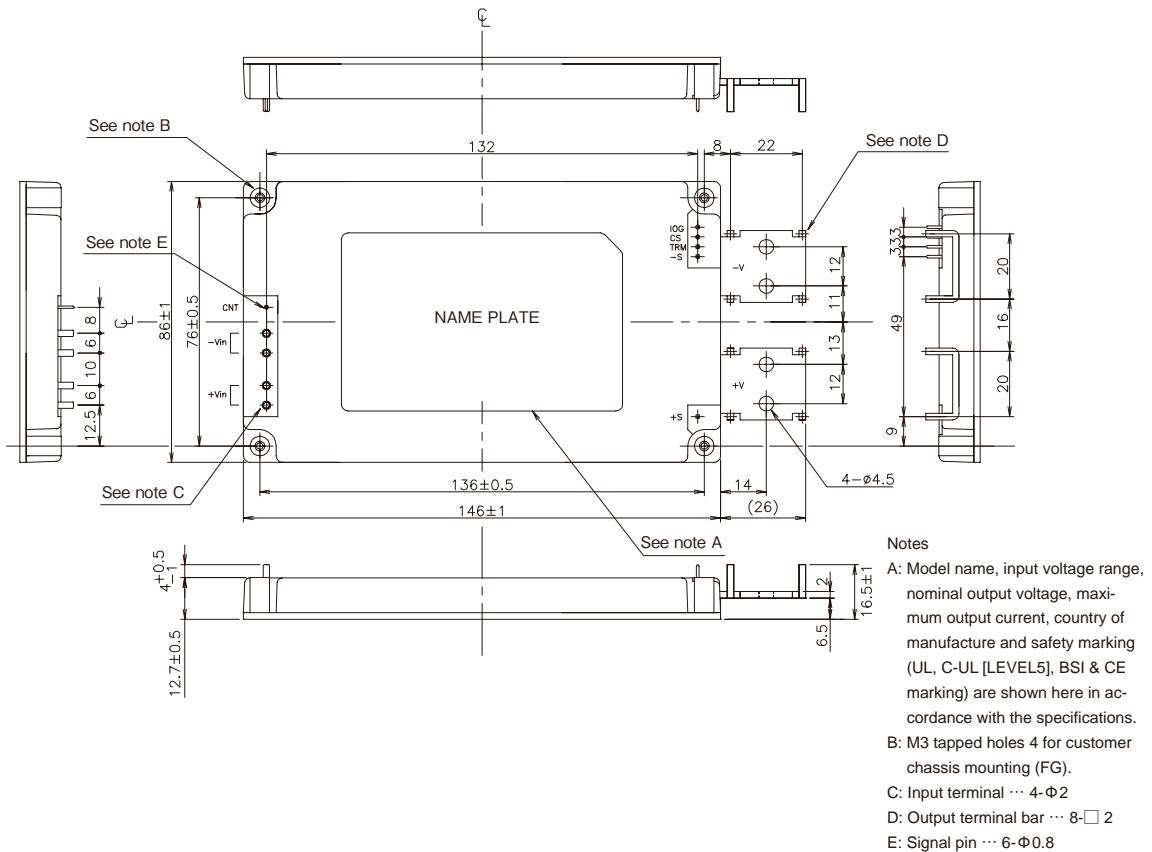 ℄
See note B
132
8
22
See note D
See note E
86±1
76±0.5
IOG
CS
TRM
−S
−V
12
11
13
12
+V
+S
CNT
−Vin
+Vin
NAME PLATE
℄
8
6
10
6
12.5
3
3
3
20
49
16
20
9
See note C
136±0.5
14
4−ø4.5
146±1
(26)
See note A
4+0.5 −1
12.7±0.5
2
6.5
16.5±1
Notes
A: Model name, input voltage range,
nominal output voltage, maxi-
mum output current, country of
manufacture and safety marking
(UL, C-UL [LEVEL5], BSI & CE
marking) are shown here in ac-
cordance with the specifications.
B: M3 tapped holes 4 for customer
chassis mounting (FG).
C: Input terminal ··· 4-Φ2
D: Output terminal bar ··· 8-□ 2
E: Signal pin ··· 6-Φ0.8